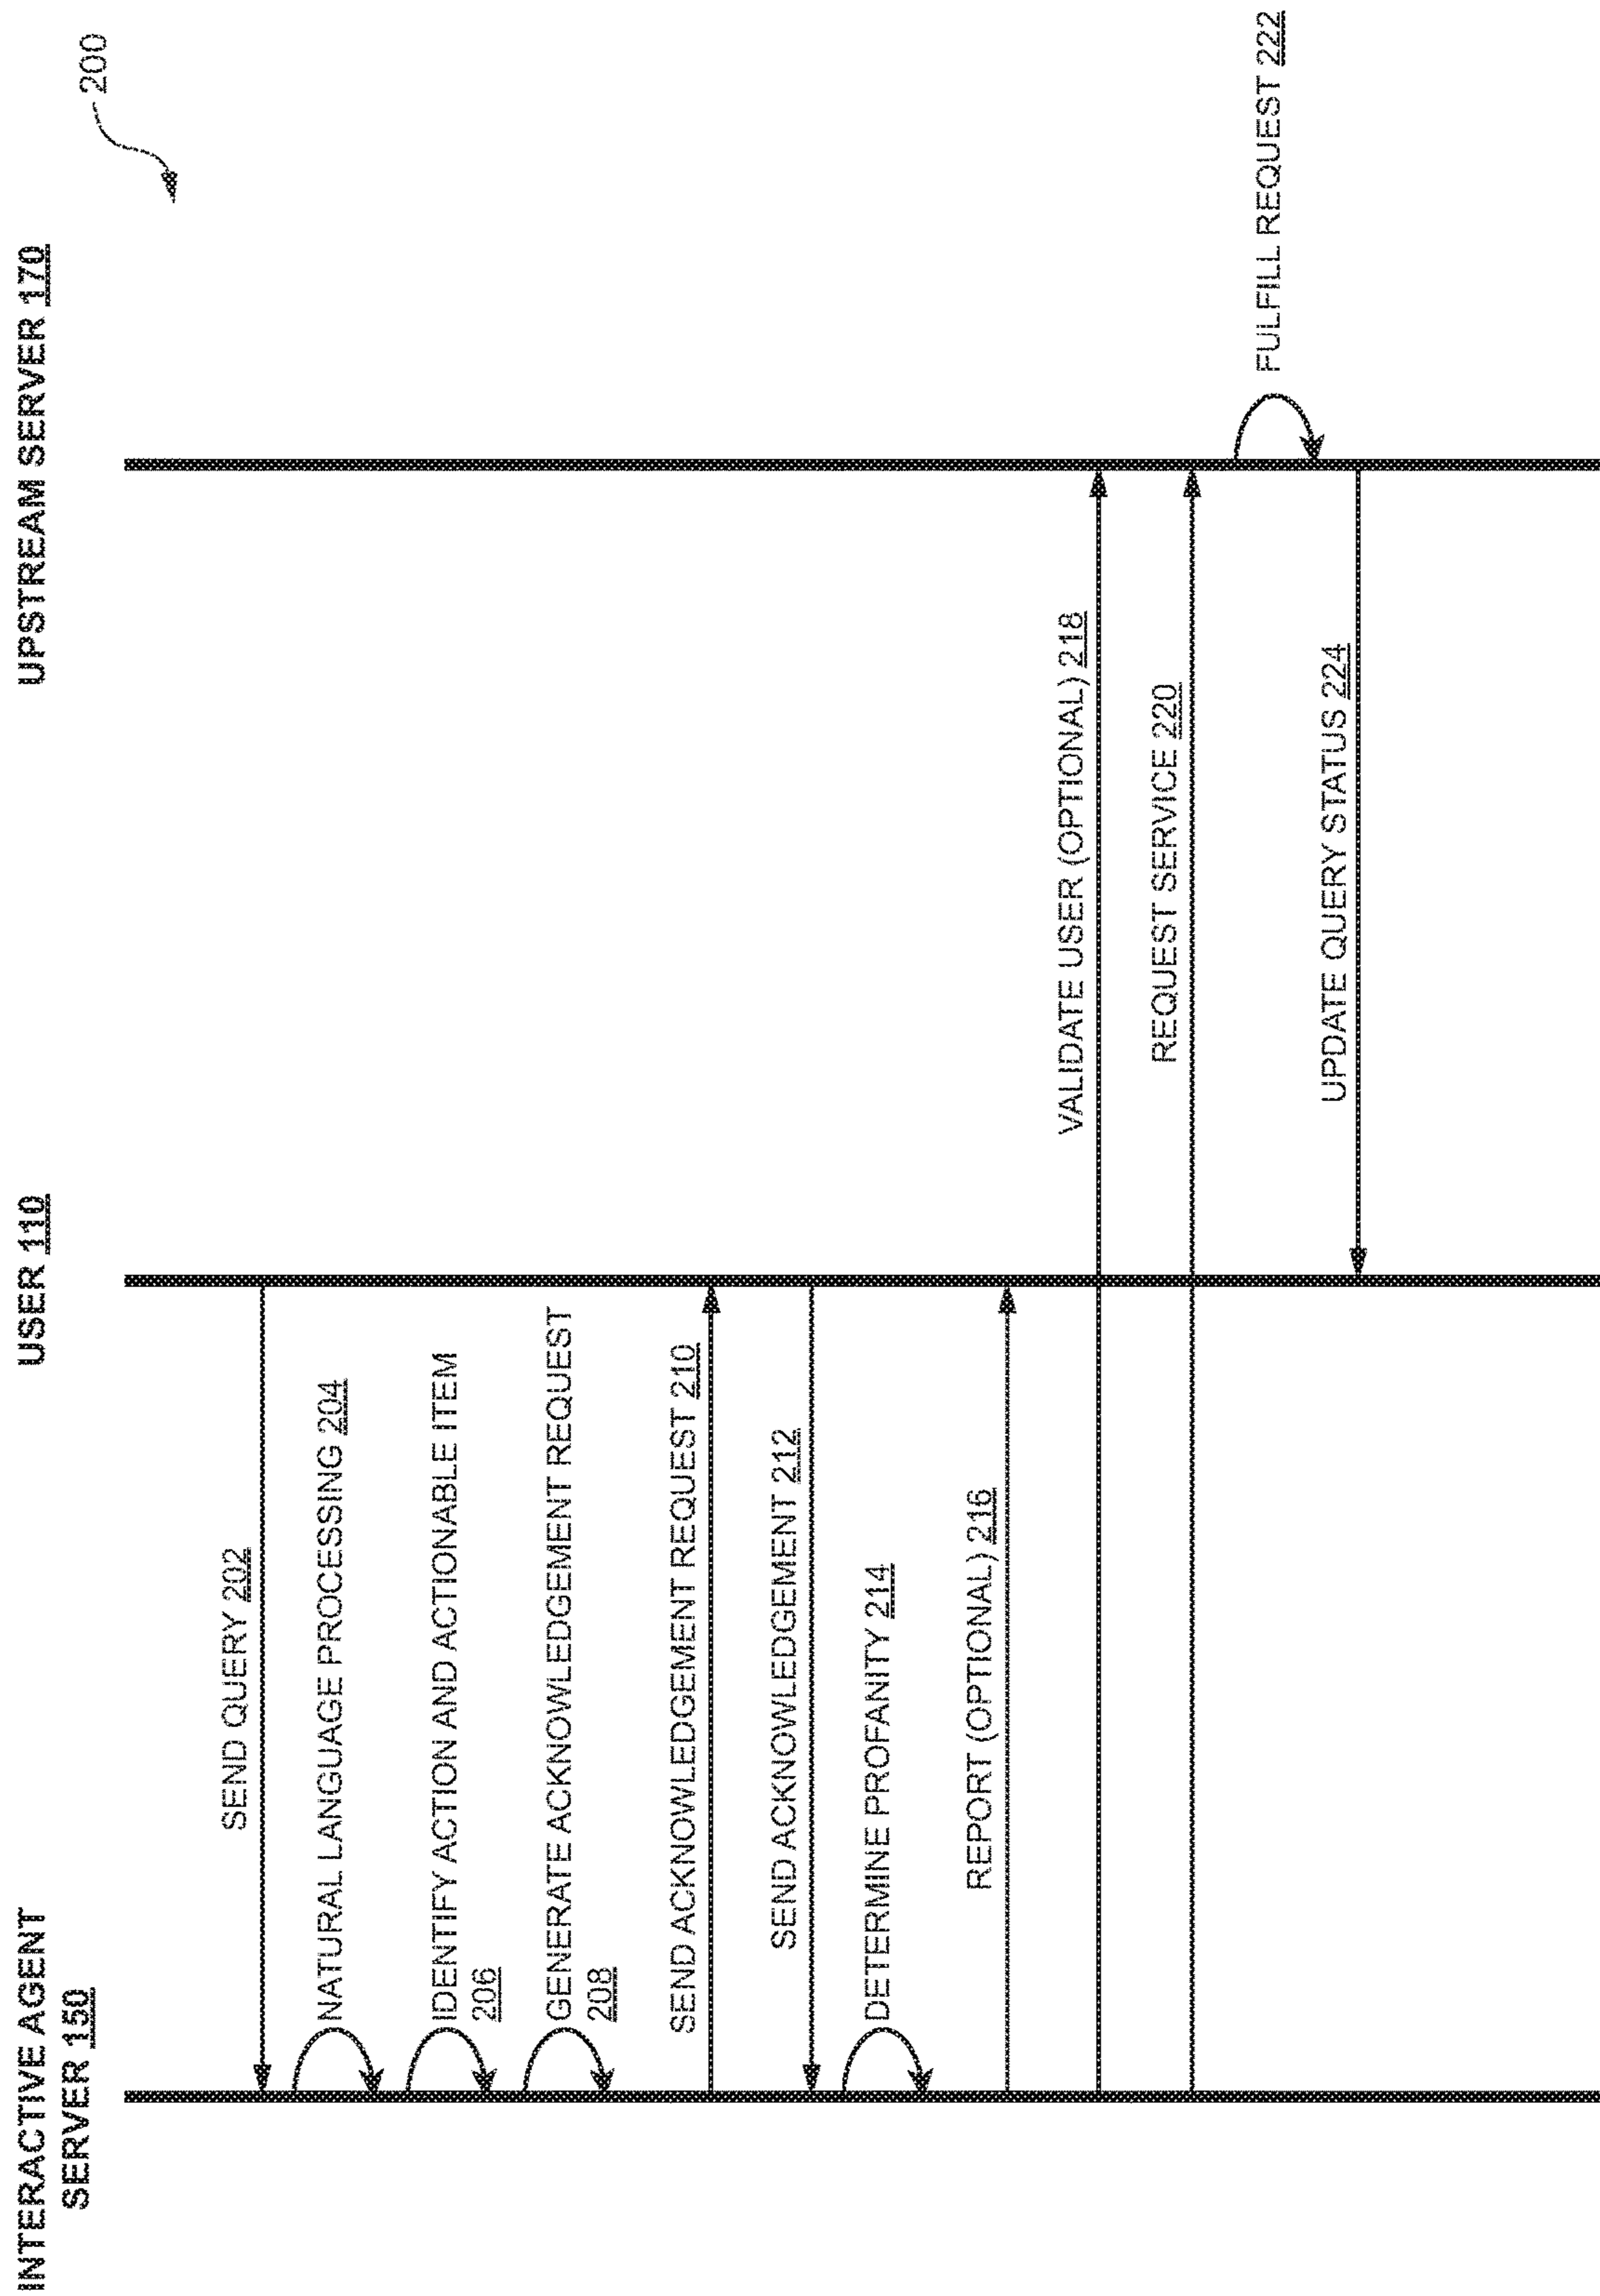 200
INTERACTIVE AGENT
SERVER 150
USER 110
UPSTREAM SERVER 170
SEND QUERY 202
NATURAL LANGUAGE PROCESSING 204
IDENTIFY ACTION AND ACTIONABLE ITEM
206
GENERATE ACKNOWLEDGEMENT REQUEST
208
SEND ACKNOWLEDGEMENT REQUEST 210
SEND ACKNOWLEDGEMENT 212
DETERMINE PROFANITY 214
REPORT (OPTIONAL) 216
VALIDATE USER (OPTIONAL) 218
REQUEST SERVICE 220
FULFILL REQUEST 222
UPDATE QUERY STATUS 224